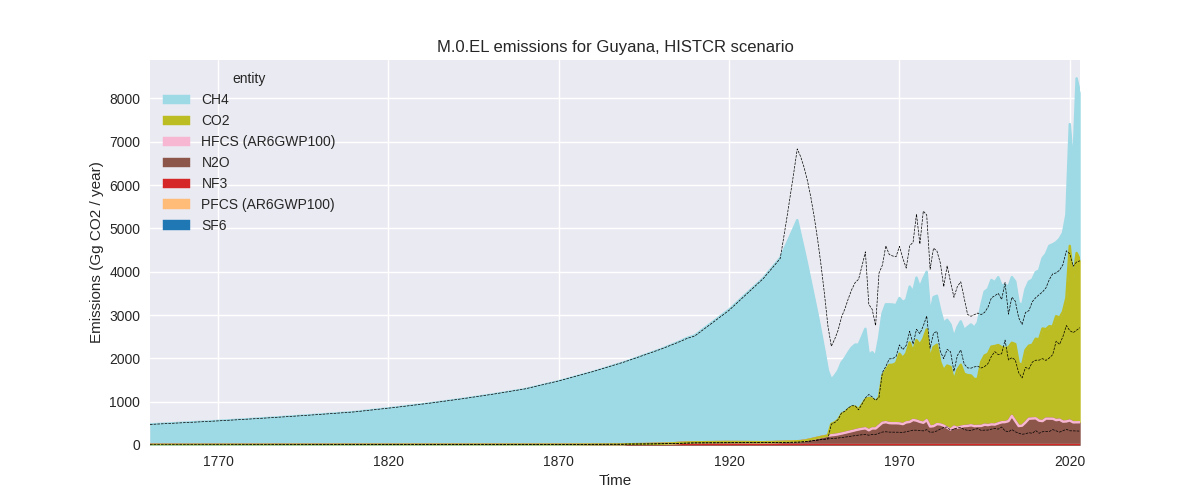 M.0.EL emissions for Guyana, HISTCR scenario
entity
CH4
CO2
HFCS (AR6GWP100)
N2O
NF3
PFCS (AR6GWP100)
SF6
Emissions (Gg CO2 / year)
8000
7000
6000
5000
4000
3000
2000
1000
0
1770 1820 1870 1920 1970 2020
Time